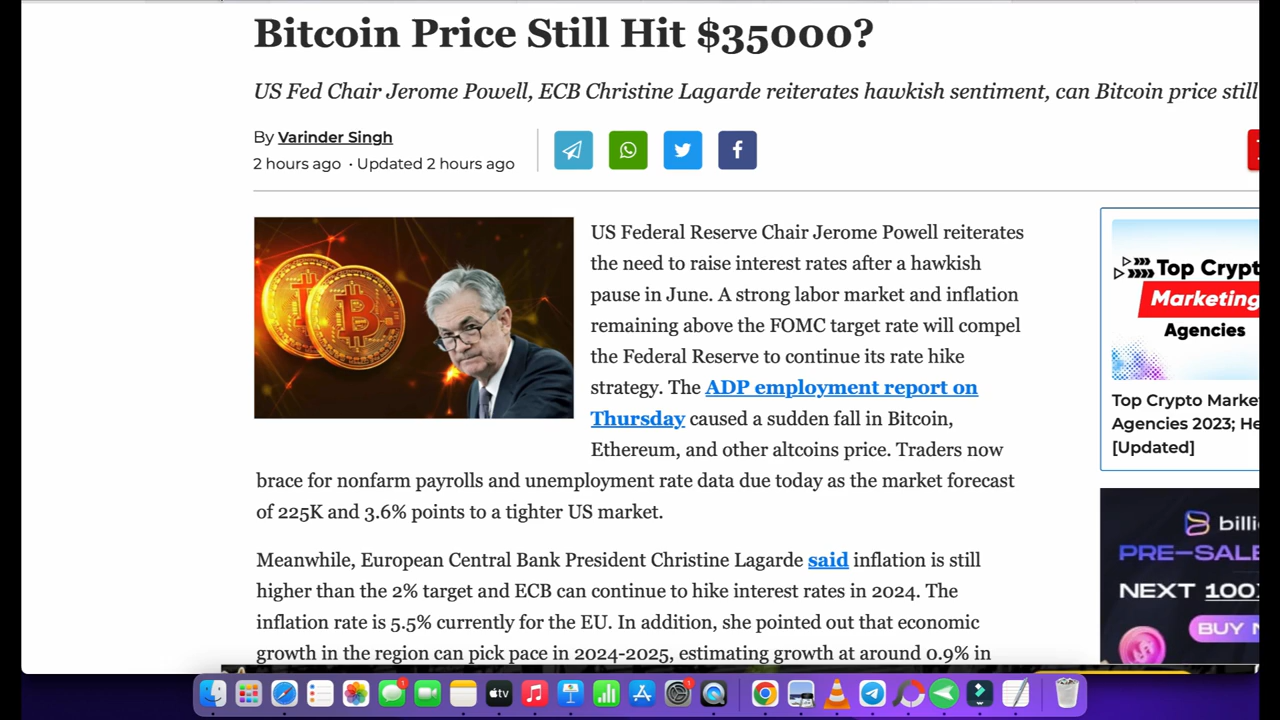 Bitcoin Price Still Hit $35000?
US Fed Chair Jerome Powell, ECB Christine Lagarde reiterates hawkish sentiment, can Bitcoin price still
By Varinder Singh
2 hours ago · Updated 2 hours ago
US Federal Reserve Chair Jerome Powell reiterates
the need to raise interest rates after a hawkish
pause in June. A strong labor market and inflation
remaining above the FOMC target rate will compel
the Federal Reserve to continue its rate hike
strategy. The ADP employment report on
Thursday caused a sudden fall in Bitcoin,
Ethereum, and other altcoins price. Traders now
brace for nonfarm payrolls and unemployment rate data due today as the market forecast
of 225K and 3.6% points to a tighter US market.
Meanwhile, European Central Bank President Christine Lagarde said inflation is still
higher than the 2% target and ECB can continue to hike interest rates in 2024. The
inflation rate is 5.5% currently for the EU. In addition, she pointed out that economic
growth in the region can pick pace in 2024-2025, estimating growth at around 0.9% in
Top Crypt
Marketing
Agencies
Top Crypto Marke
Agencies 2023; He
[Updated]
billi
PRE-SALE
NEXT 100
BUY N
1
tv
1